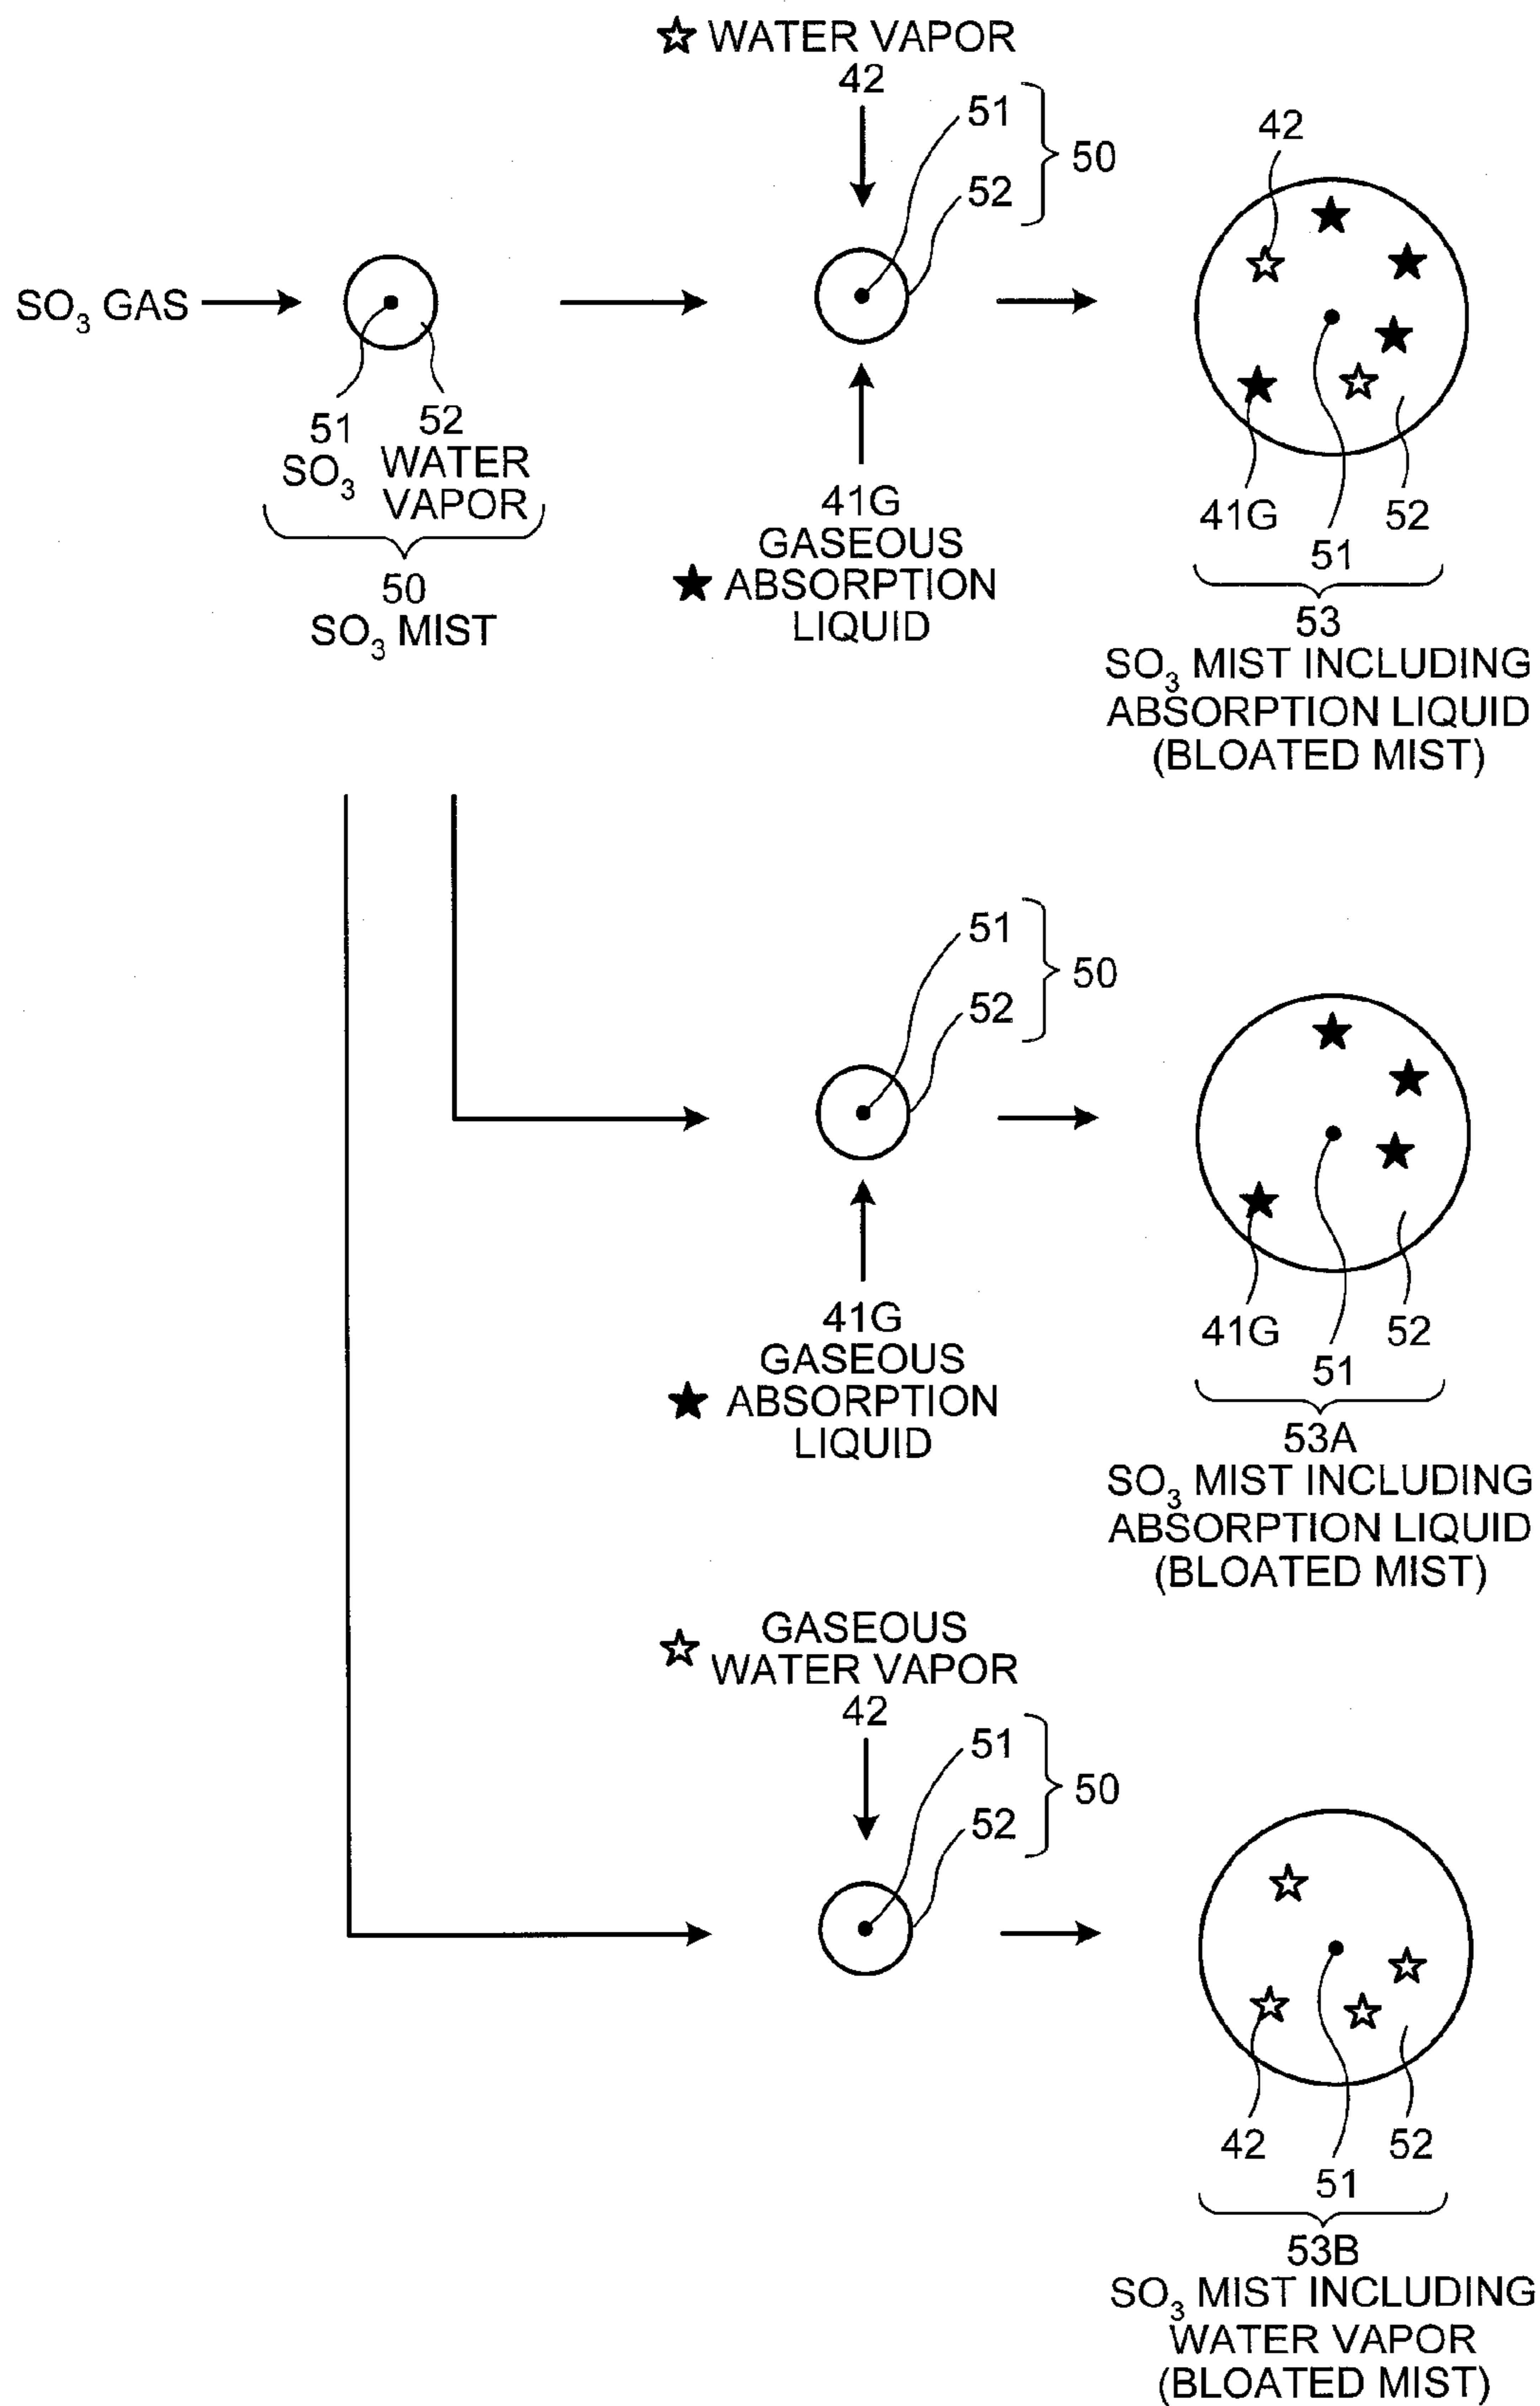 ☆ WATER VAPOR
42
51
52
50
42
SO₃ GAS
51
SO₃
52
WATER
VAPOR
50
SO₃ MIST
41G
GASEOUS
★ ABSORPTION
LIQUID
41G
51
52
53
SO₃ MIST INCLUDING
ABSORPTION LIQUID
(BLOATED MIST)
51
52
50
41G
GASEOUS
★ ABSORPTION
LIQUID
41G
51
52
53A
SO₃ MIST INCLUDING
ABSORPTION LIQUID
(BLOATED MIST)
GASEOUS
☆ WATER VAPOR
42
51
52
50
42
51
52
53B
SO₃ MIST INCLUDING
WATER VAPOR
(BLOATED MIST)